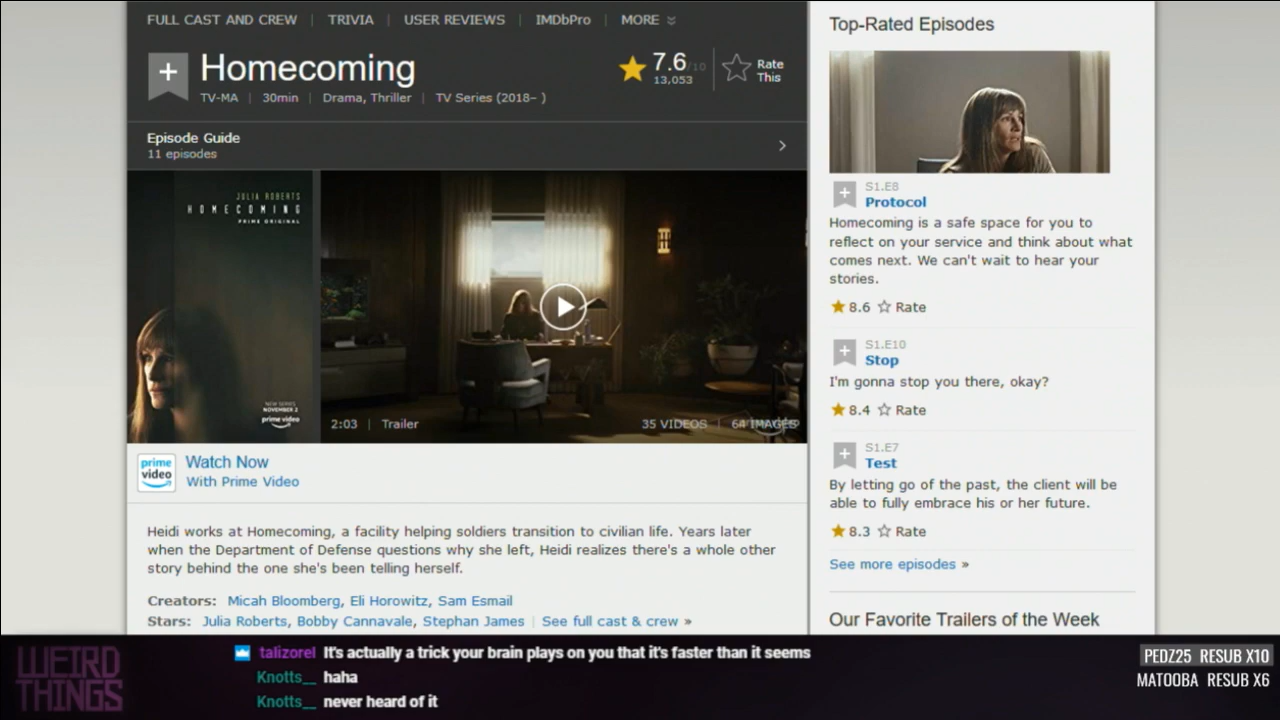 FULL CAST AND CREW | TRIVIA | USER REVIEWS | IMDbPro | MORE
Homecoming
7.6/10
13,053
Rate This
TV-MA | 30min | Drama, Thriller | TV Series (2018– )
Episode Guide
11 episodes
JULIA ROBERTS
HOMECOMING
PRIME ORIGINAL
NEW SERIES
NOVEMBER 2
prime video
2:03 | Trailer
35 VIDEOS | 64 IMAGES
prime video
Watch Now
With Prime Video
Heidi works at Homecoming, a facility helping soldiers transition to civilian life. Years later
when the Department of Defense questions why she left, Heidi realizes there's a whole other
story behind the one she's been telling herself.
Creators: Micah Bloomberg, Eli Horowitz, Sam Esmail
Stars: Julia Roberts, Bobby Cannavale, Stephan James | See full cast & crew »
Top-Rated Episodes
S1.E8
Protocol
Homecoming is a safe space for you to
reflect on your service and think about what
comes next. We can't wait to hear your
stories.
8.6 Rate
S1.E10
Stop
I'm gonna stop you there, okay?
8.4 Rate
S1.E7
Test
By letting go of the past, the client will be
able to fully embrace his or her future.
8.3 Rate
See more episodes »
Our Favorite Trailers of the Week
WEIRD
THINGS
talizorel It's actually a trick your brain plays on you that it's faster than it seems
Knotts__ haha
Knotts__ never heard of it
PEDZ25 RESUB X10
MATOOBA RESUB X6